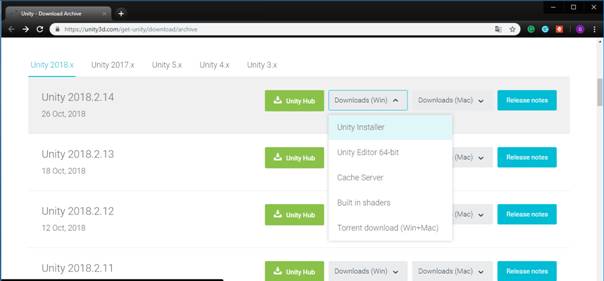 Unity - Download Archive
https://unity3d.com/get-unity/download/archive
Unity 2018.x Unity 2017.x Unity 5.x Unity 4.x Unity 3.x
Unity 2018.2.14
26 Oct, 2018
Unity Hub Downloads (Win) Downloads (Mac) Release notes
Unity Installer
Unity Editor 64-bit
Cache Server
Built in shaders
Torrent download (Win+Mac)
Unity 2018.2.13
18 Oct, 2018
Unity Hub (Mac) Release notes
Unity 2018.2.12
12 Oct, 2018
Unity Hub (Mac) Release notes
Unity 2018.2.11
Unity Hub Downloads (Win) Downloads (Mac) Release notes